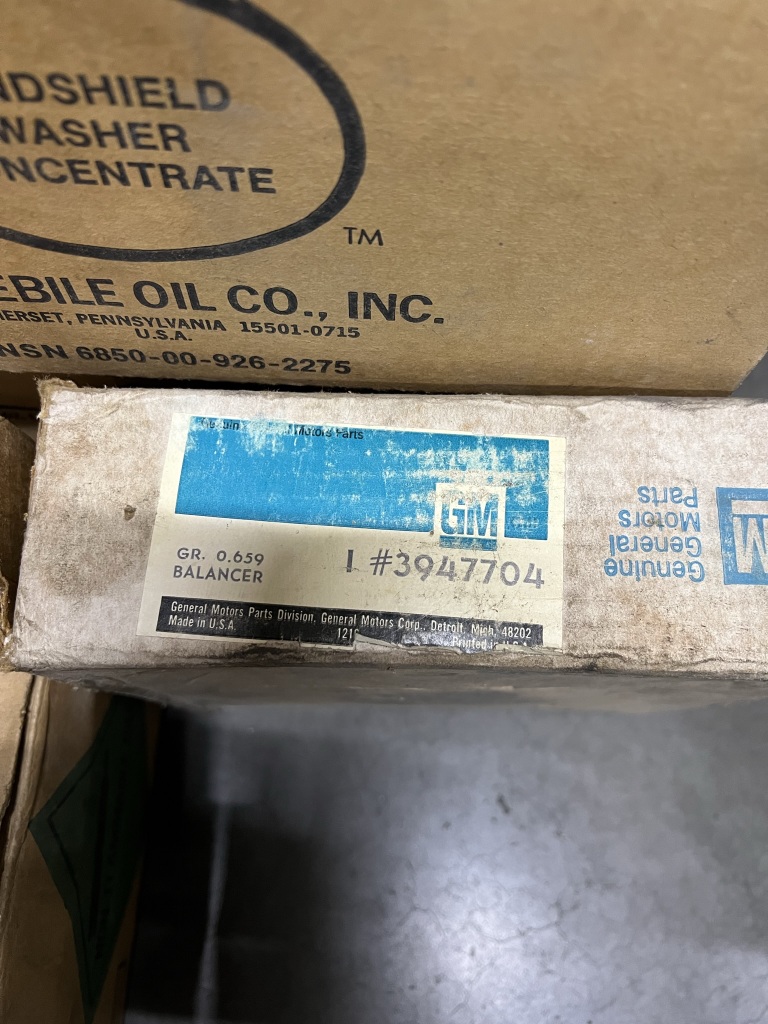 NDSHIELD
WASHER
NCENTRATE
TM
EBILE OIL CO., INC.
ERSET, PENNSYLVANIA 15501-0715
U.S.A.
NSN 6850-00-926-2275
Motors Parts
GM
GR. 0.659
BALANCER
1 #3947704
General Motors Parts Division, General Motors Corp., Detroit, Mich. 48202
Made in U.S.A.
Printed in U.S.A.
Genuine
General
Motors
Parts